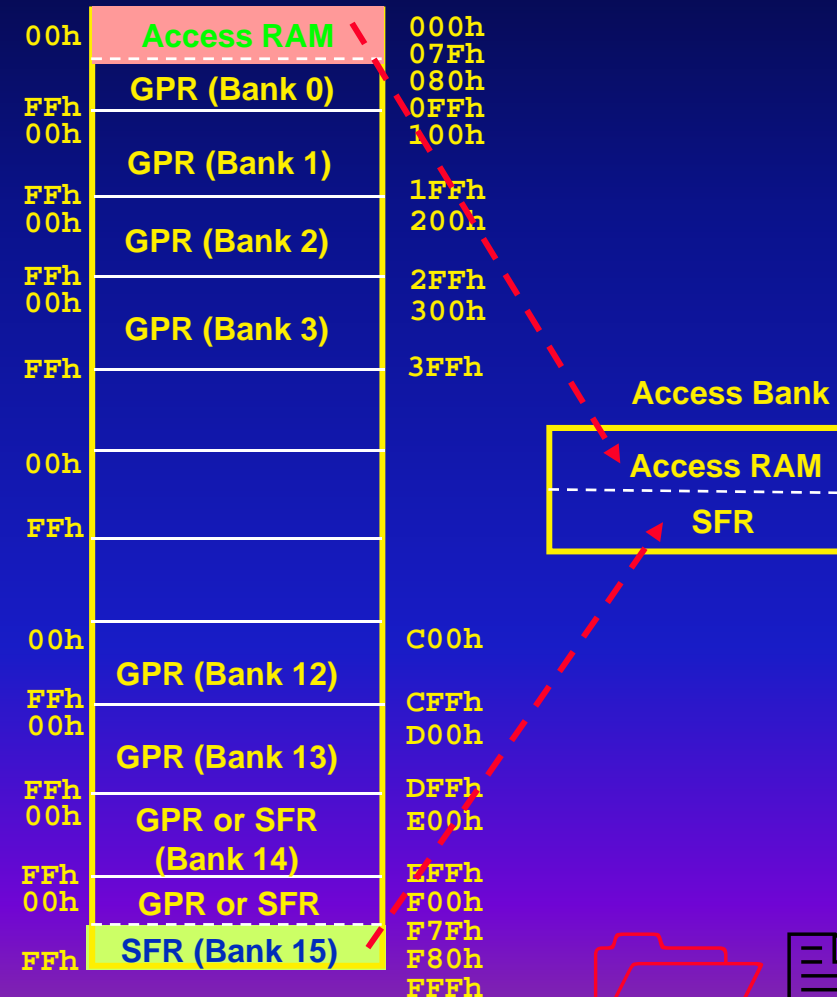 00h Access RAM 000h
07Fh
GPR (Bank 0) 080h
FFh 0FFh
00h 100h
GPR (Bank 1)
FFh 1FFh
00h 200h
GPR (Bank 2)
FFh 2FFh
00h 300h
GPR (Bank 3)
FFh 3FFh
Access Bank
00h Access RAM
FFh SFR
00h C00h
GPR (Bank 12)
FFh CFFh
00h D00h
GPR (Bank 13)
FFh DFFh
00h GPR or SFR E00h
(Bank 14)
FFh EFFh
00h GPR or SFR F00h
F7Fh
FFh SFR (Bank 15) F80h
FFFh